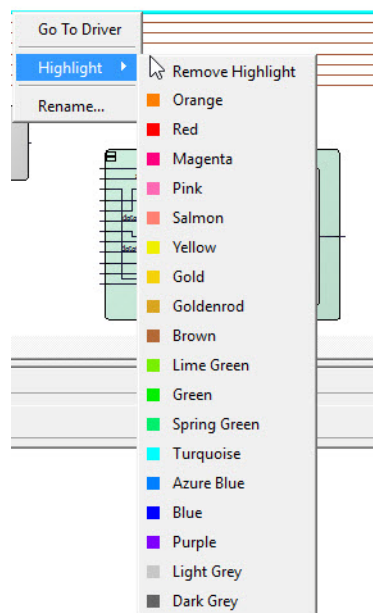 Go To Driver
Highlight
Rename...
Remove Highlight
Orange
Red
Magenta
Pink
Salmon
Yellow
Gold
Goldenrod
Brown
Lime Green
Green
Spring Green
Turquoise
Azure Blue
Blue
Purple
Light Grey
Dark Grey